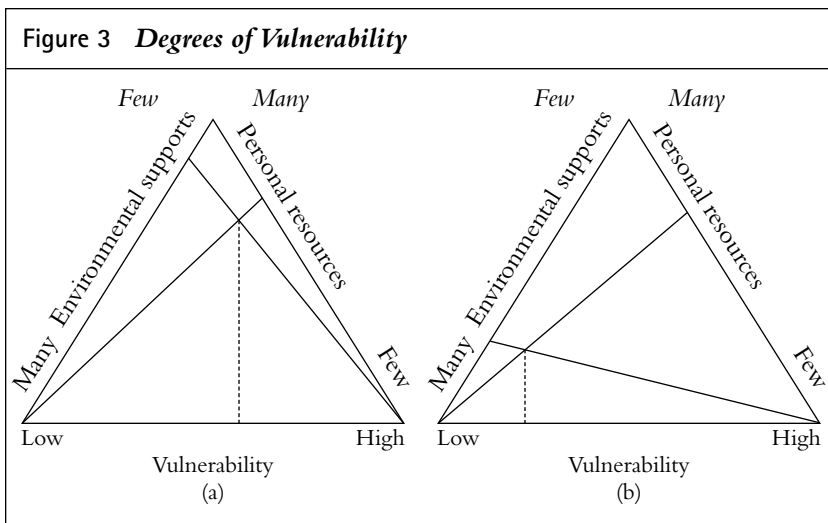 Figure 3 Degrees of Vulnerability
Few Many
Environmental supports
Personal resources
Many
Few
Low High
Vulnerability
(a)
Few Many
Environmental supports
Personal resources
Many
Few
Low High
Vulnerability
(b)